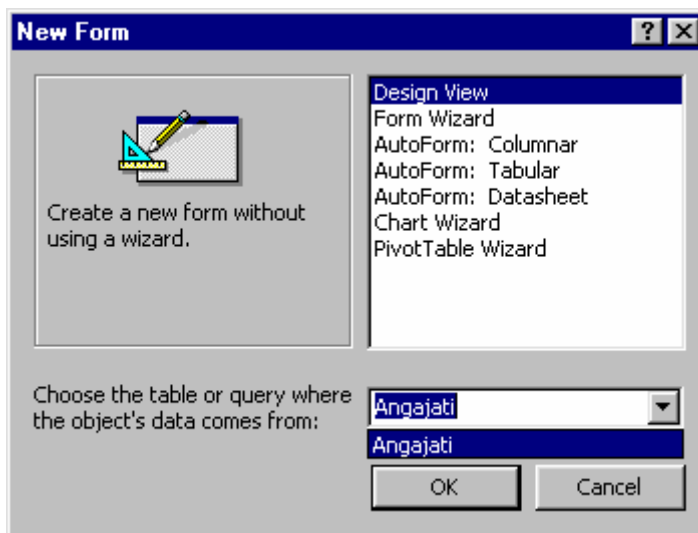 New Form
Create a new form without
using a wizard.
Design View
Form Wizard
AutoForm: Columnar
AutoForm: Tabular
AutoForm: Datasheet
Chart Wizard
PivotTable Wizard
Choose the table or query where
the object's data comes from:
Angajati
Angajati
OK
Cancel